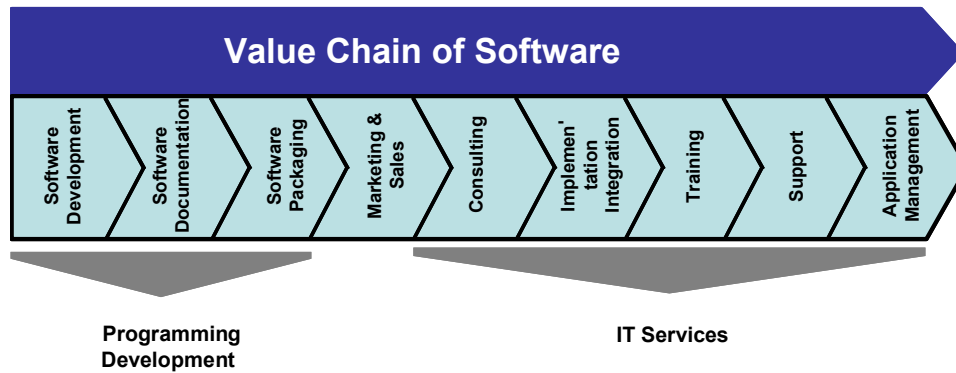 Value Chain of Software
Software
Development
Software
Documentation
Software
Packaging
Marketing &
Sales
Consulting
Implemen'
tation
Integration
Training
Support
Application
Management
Programming
Development
IT Services